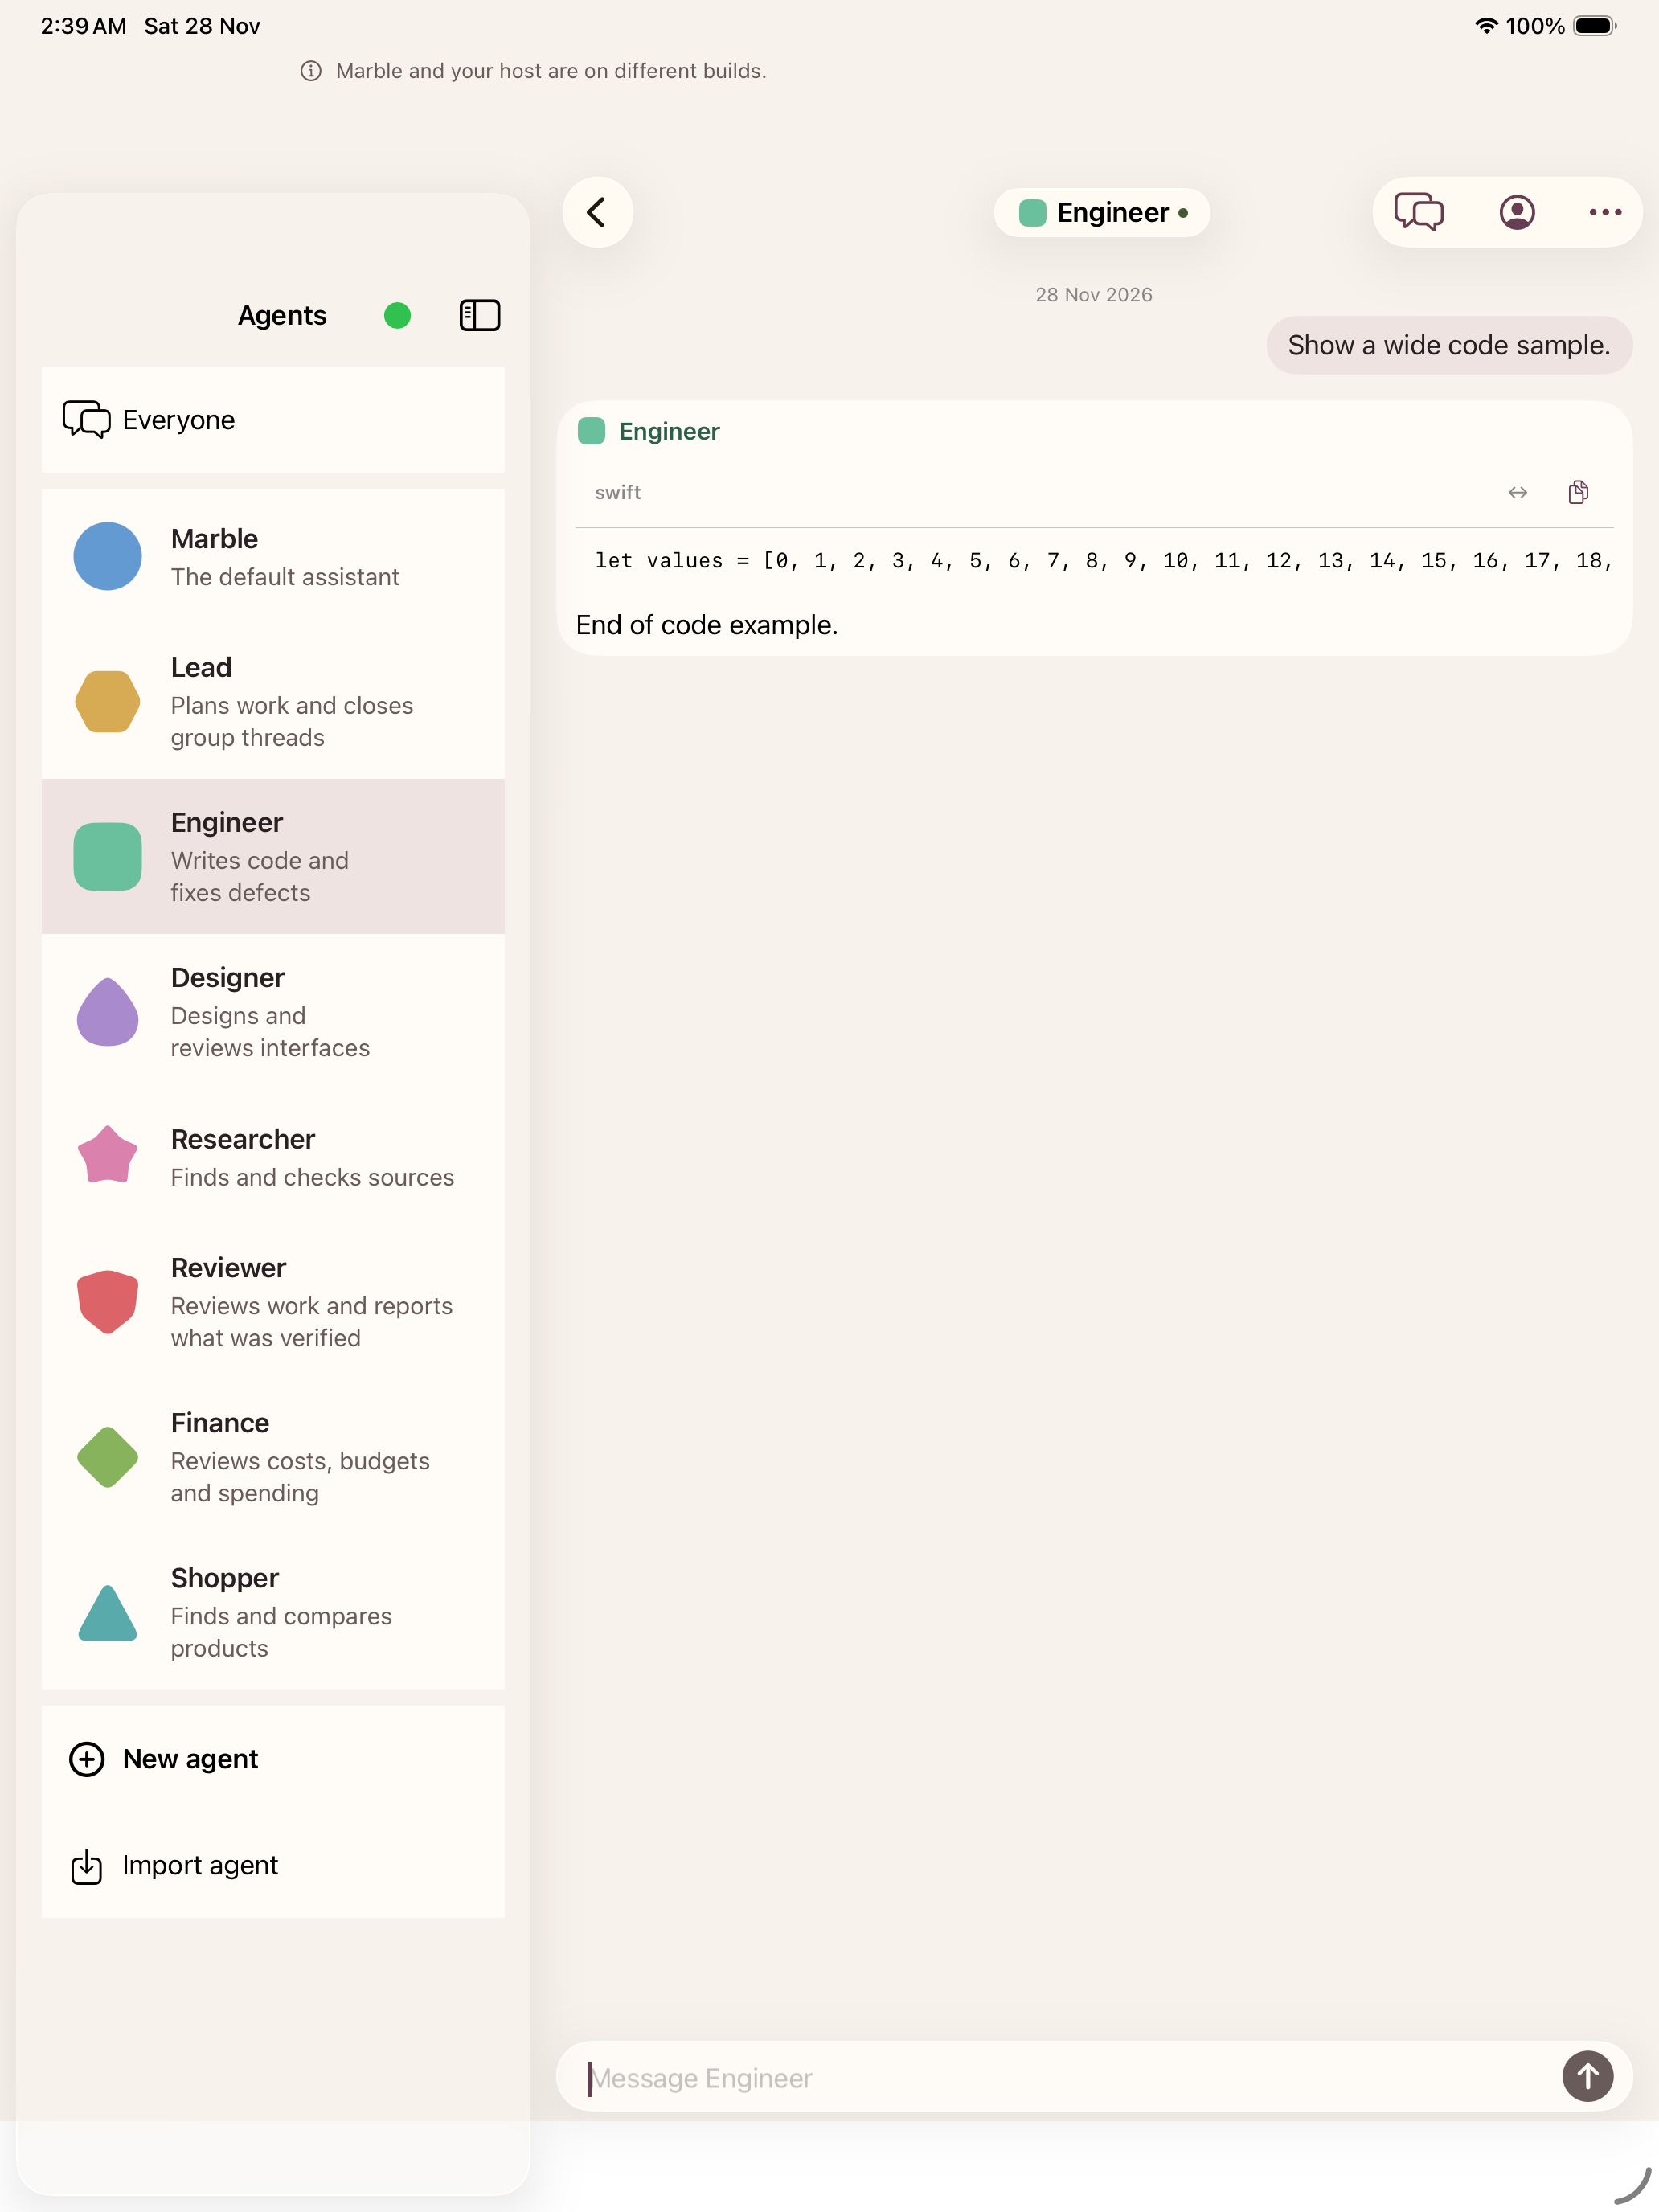 2:39 AM Sat 28 Nov
100%
Marble and your host are on different builds.
Agents
Everyone
Marble
The default assistant
Lead
Plans work and closes
group threads
Engineer
Writes code and
fixes defects
Designer
Designs and
reviews interfaces
Researcher
Finds and checks sources
Reviewer
Reviews work and reports
what was verified
Finance
Reviews costs, budgets
and spending
Shopper
Finds and compares
products
New agent
Import agent
Engineer
28 Nov 2026
Show a wide code sample.
Engineer
swift
let values = [0, 1, 2, 3, 4, 5, 6, 7, 8, 9, 10, 11, 12, 13, 14, 15, 16, 17, 18,
End of code example.
Message Engineer